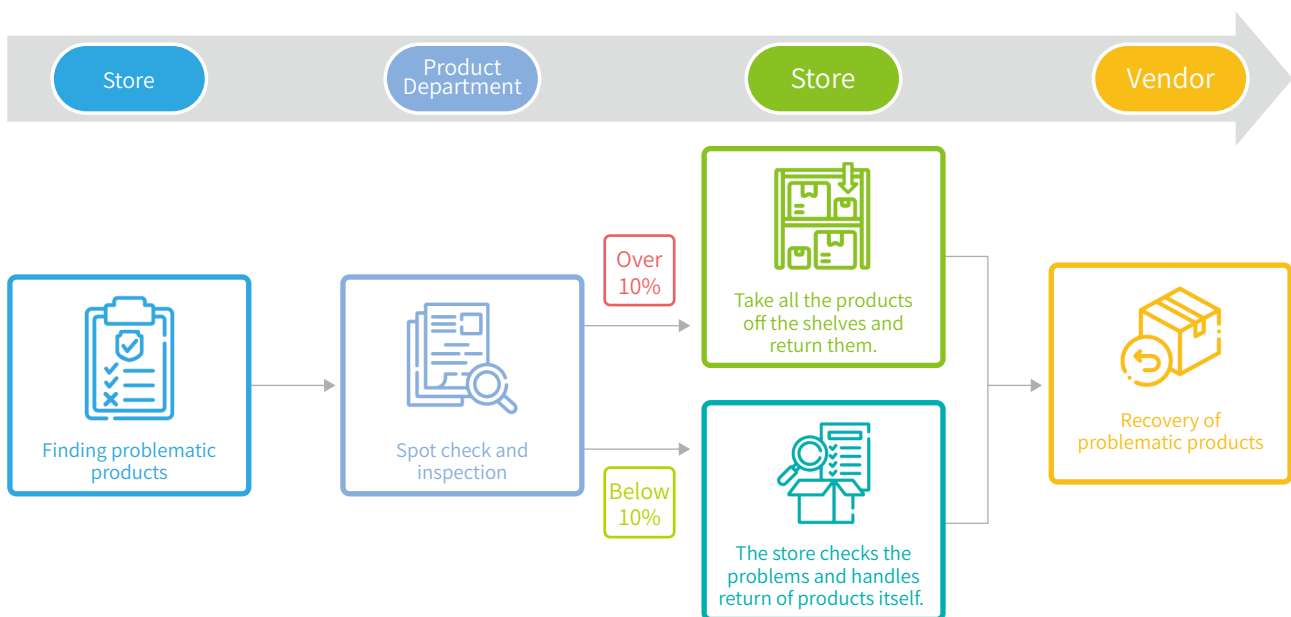 Store
Product
Department
Store
Vendor
Finding problematic
products
Spot check and
inspection
Over
10%
Below
10%
Take all the products
off the shelves and
return them.
The store checks the
problems and handles
return of products itself.
Recovery of
problematic products